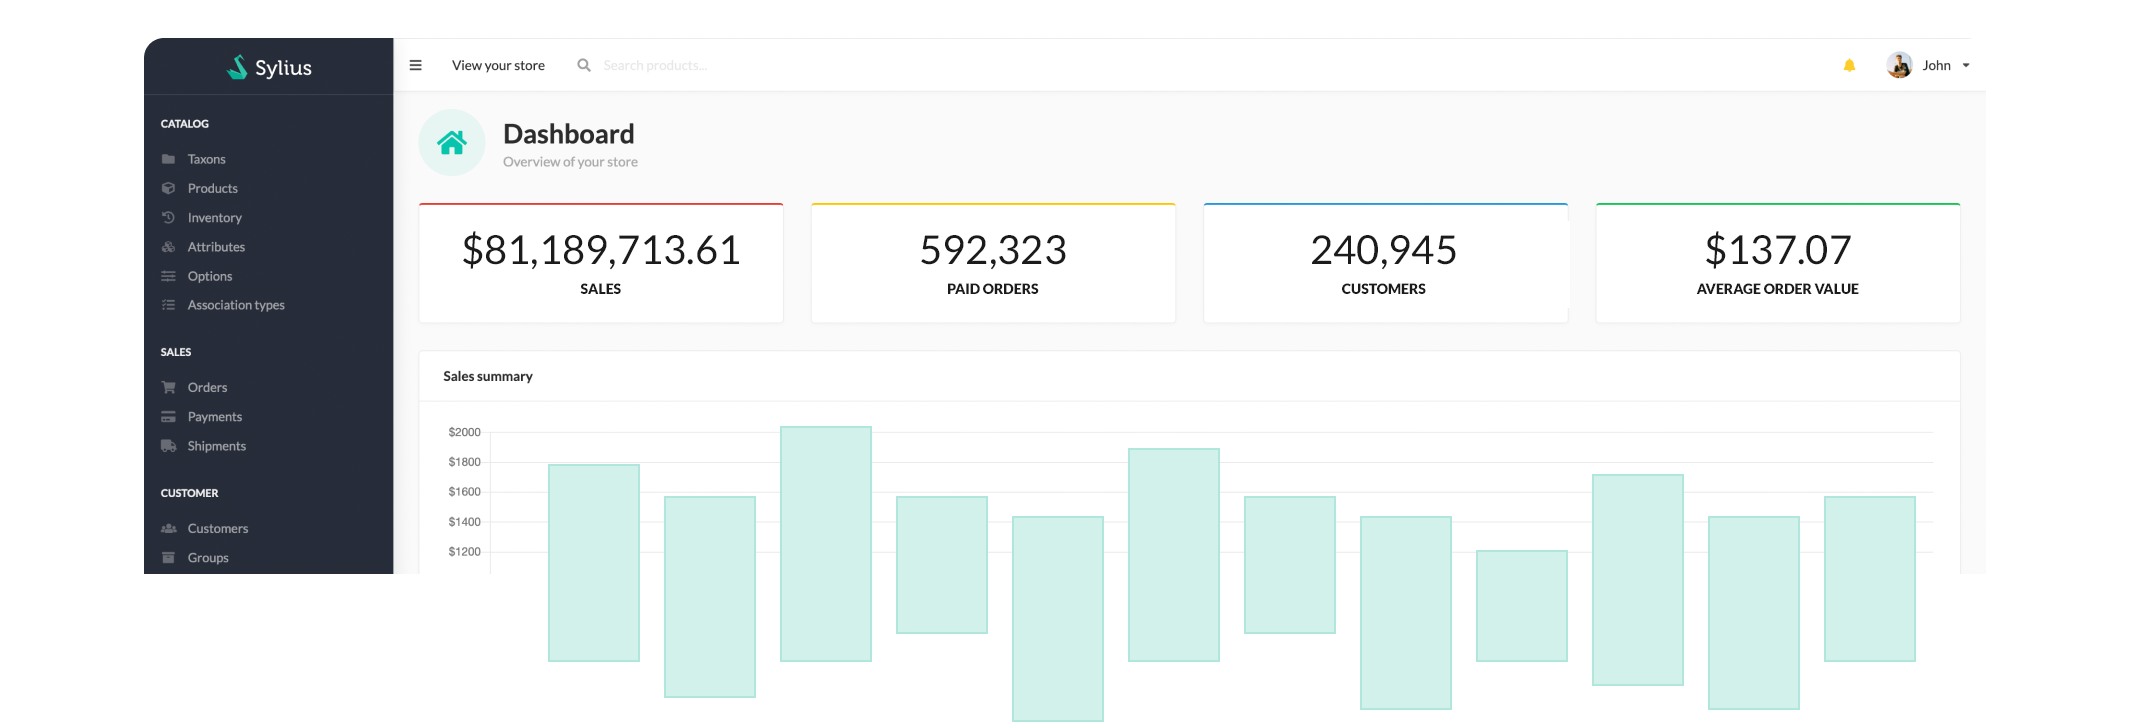 Sylius
View your store
Search products...
John
CATALOG
Taxons
Products
Inventory
Attributes
Options
Association types
SALES
Orders
Payments
Shipments
CUSTOMER
Customers
Groups
Dashboard
Overview of your store
$81,189,713.61
SALES
592,323
PAID ORDERS
240,945
CUSTOMERS
$137.07
AVERAGE ORDER VALUE
Sales summary
$2000
$1800
$1600
$1400
$1200